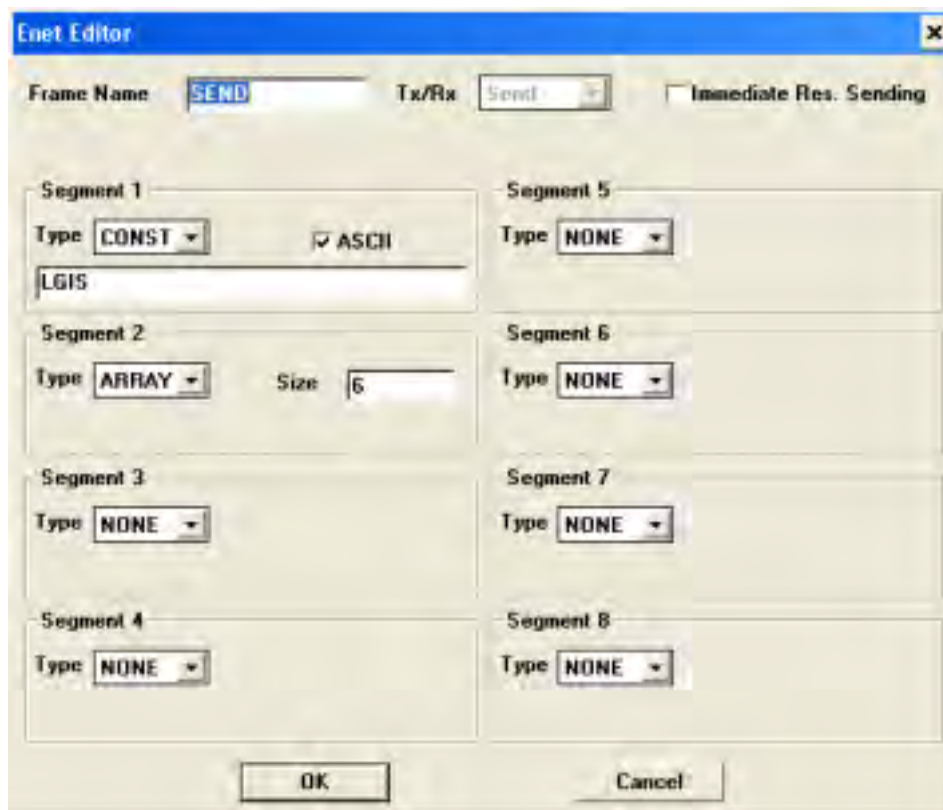 Enet Editor
Frame Name SEND Tx/Rx Send Immediate Res. Sending
Segment 1
Type CONST ASCII
LGIS
Segment 2
Type ARRAY Size 6
Segment 3
Type NONE
Segment 4
Type NONE
Segment 5
Type NONE
Segment 6
Type NONE
Segment 7
Type NONE
Segment 8
Type NONE
OK Cancel